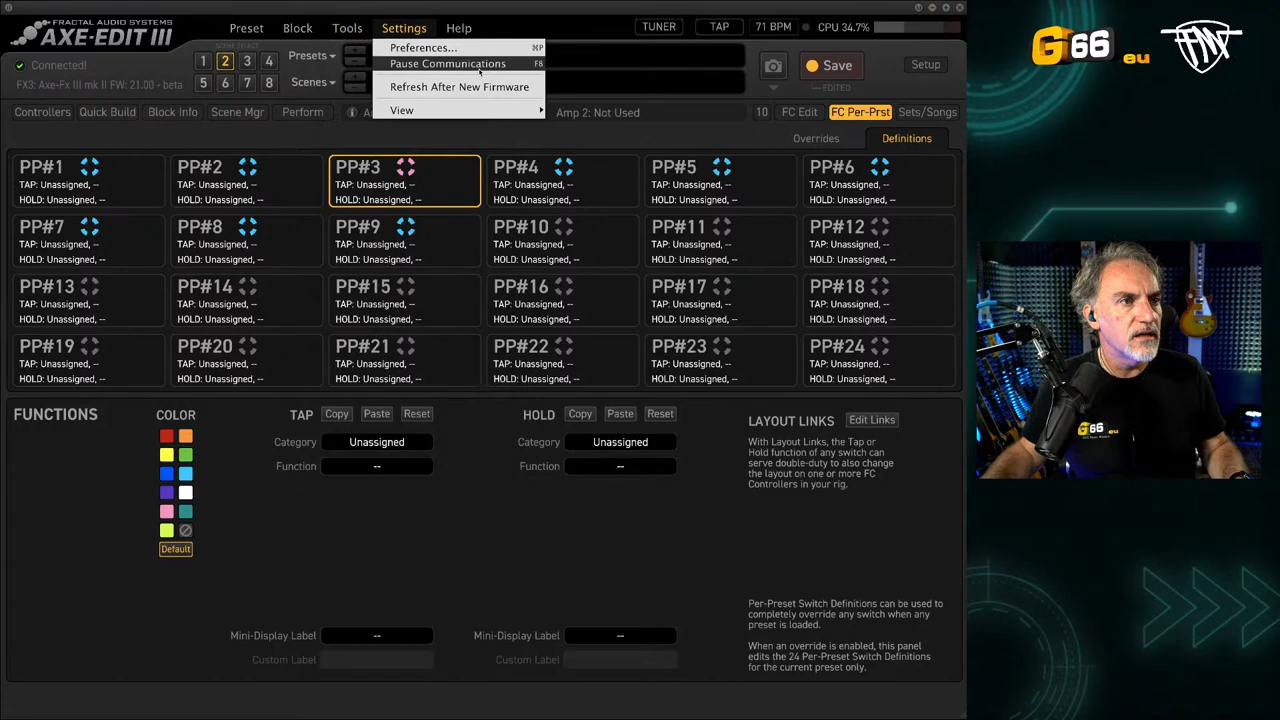 FRACTAL AUDIO SYSTEMS
AXE-EDIT III
Preset
Block
Tools
Settings
Help
TUNER
TAP
71 BPM
CPU 34.7%
Connected!
FX3: Axe-Fx III mk II FW: 21.00 - beta
SCENE SELECT
1 2 3 4
5 6 7 8
Presets
Scenes
Preferences... ⌘P
Pause Communications F8
Refresh After New Firmware
View
Save
EDITED
Setup
Controllers
Quick Build
Block Info
Scene Mgr
Perform
Amp 2: Not Used
10
FC Edit
FC Per-Prst
Sets/Songs
Overrides
Definitions
PP#1
TAP: Unassigned, --
HOLD: Unassigned, --
PP#2
TAP: Unassigned, --
HOLD: Unassigned, --
PP#3
TAP: Unassigned, --
HOLD: Unassigned, --
PP#4
TAP: Unassigned, --
HOLD: Unassigned, --
PP#5
TAP: Unassigned, --
HOLD: Unassigned, --
PP#6
TAP: Unassigned, --
HOLD: Unassigned, --
PP#7
TAP: Unassigned, --
HOLD: Unassigned, --
PP#8
TAP: Unassigned, --
HOLD: Unassigned, --
PP#9
TAP: Unassigned, --
HOLD: Unassigned, --
PP#10
TAP: Unassigned, --
HOLD: Unassigned, --
PP#11
TAP: Unassigned, --
HOLD: Unassigned, --
PP#12
TAP: Unassigned, --
HOLD: Unassigned, --
PP#13
TAP: Unassigned, --
HOLD: Unassigned, --
PP#14
TAP: Unassigned, --
HOLD: Unassigned, --
PP#15
TAP: Unassigned, --
HOLD: Unassigned, --
PP#16
TAP: Unassigned, --
HOLD: Unassigned, --
PP#17
TAP: Unassigned, --
HOLD: Unassigned, --
PP#18
TAP: Unassigned, --
HOLD: Unassigned, --
PP#19
TAP: Unassigned, --
HOLD: Unassigned, --
PP#20
TAP: Unassigned, --
HOLD: Unassigned, --
PP#21
TAP: Unassigned, --
HOLD: Unassigned, --
PP#22
TAP: Unassigned, --
HOLD: Unassigned, --
PP#23
TAP: Unassigned, --
HOLD: Unassigned, --
PP#24
TAP: Unassigned, --
HOLD: Unassigned, --
FUNCTIONS
COLOR
Default
TAP Copy Paste Reset
Category Unassigned
Function --
Mini-Display Label --
Custom Label
HOLD Copy Paste Reset
Category Unassigned
Function --
Mini-Display Label --
Custom Label
LAYOUT LINKS Edit Links
With Layout Links, the Tap or
Hold function of any switch can
serve double-duty to also change
the layout on one or more FC
Controllers in your rig.
Per-Preset Switch Definitions can be used to
completely override any switch when any
preset is loaded.
When an override is enabled, this panel
edits the 24 Per-Preset Switch Definitions
for the current preset only.
G66 eu
G66 eu